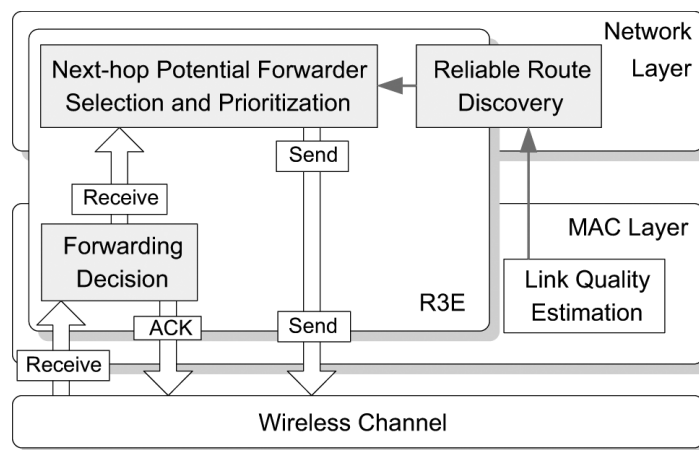 Network
Layer
Next-hop Potential Forwarder
Selection and Prioritization
Reliable Route
Discovery
Send
Receive
Forwarding
Decision
MAC Layer
Link Quality
Estimation
R3E
ACK
Send
Receive
Wireless Channel